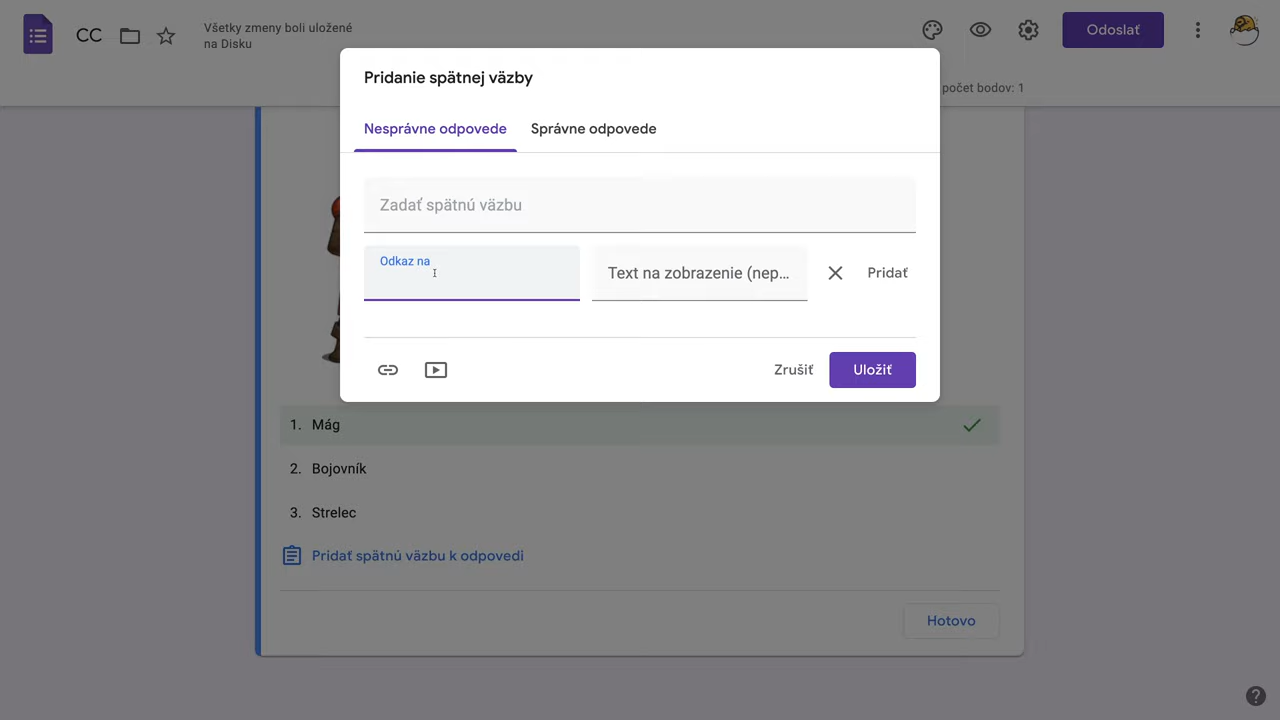 CC
Všetky zmeny boli uložené
na Disku
Odoslať
počet bodov: 1
Pridanie spätnej väzby
Nesprávne odpovede
Správne odpovede
Zadať spätnú väzbu
Odkaz na
Text na zobrazenie (nep...
Pridať
Zrušiť
Uložiť
1. Mág
2. Bojovník
3. Strelec
Pridať spätnú väzbu k odpovedi
Hotovo